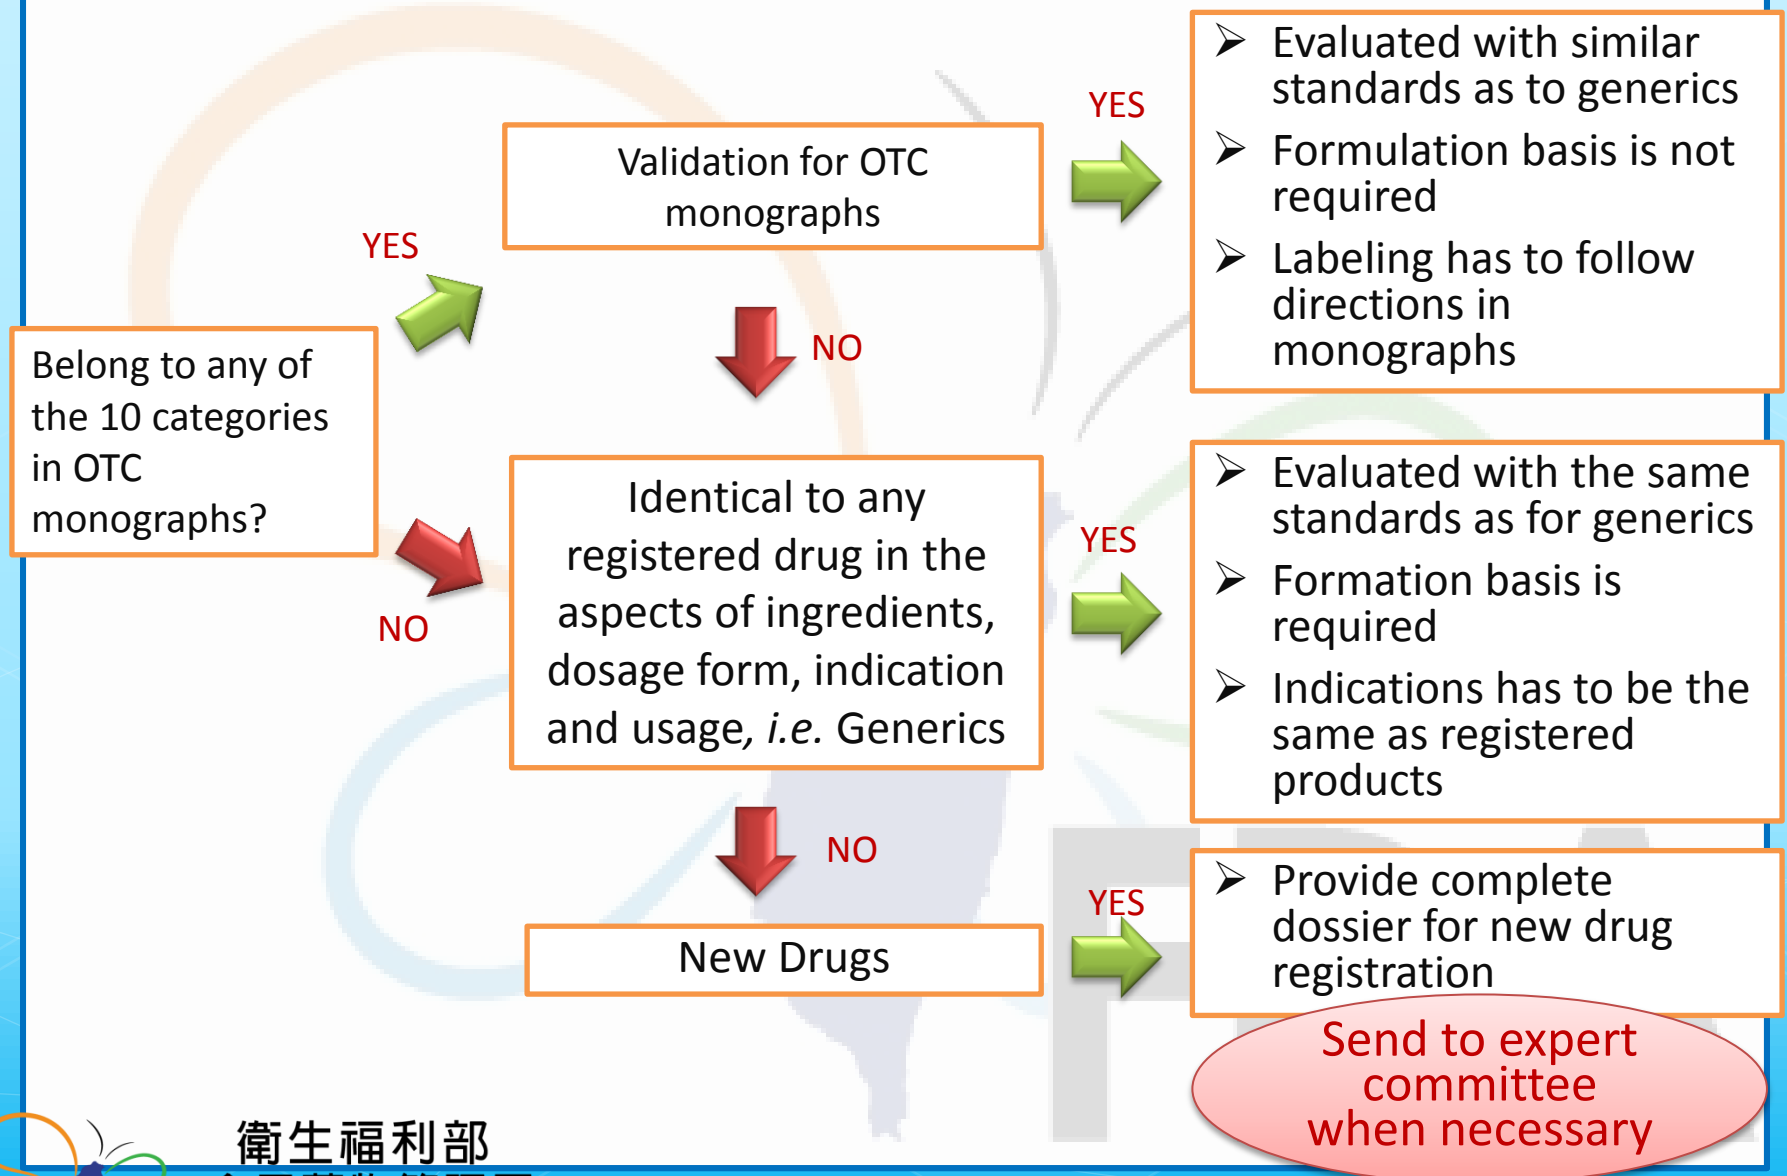 Belong to any of
the 10 categories
in OTC
monographs?
YES
NO
Validation for OTC
monographs
YES
➢ Evaluated with similar
standards as to generics
➢ Formulation basis is not
required
➢ Labeling has to follow
directions in
monographs
NO
Identical to any
registered drug in the
aspects of ingredients,
dosage form, indication
and usage, i.e. Generics
YES
➢ Evaluated with the same
standards as for generics
➢ Formation basis is
required
➢ Indications has to be the
same as registered
products
NO
New Drugs
YES
➢ Provide complete
dossier for new drug
registration
Send to expert
committee
when necessary
衛生福利部